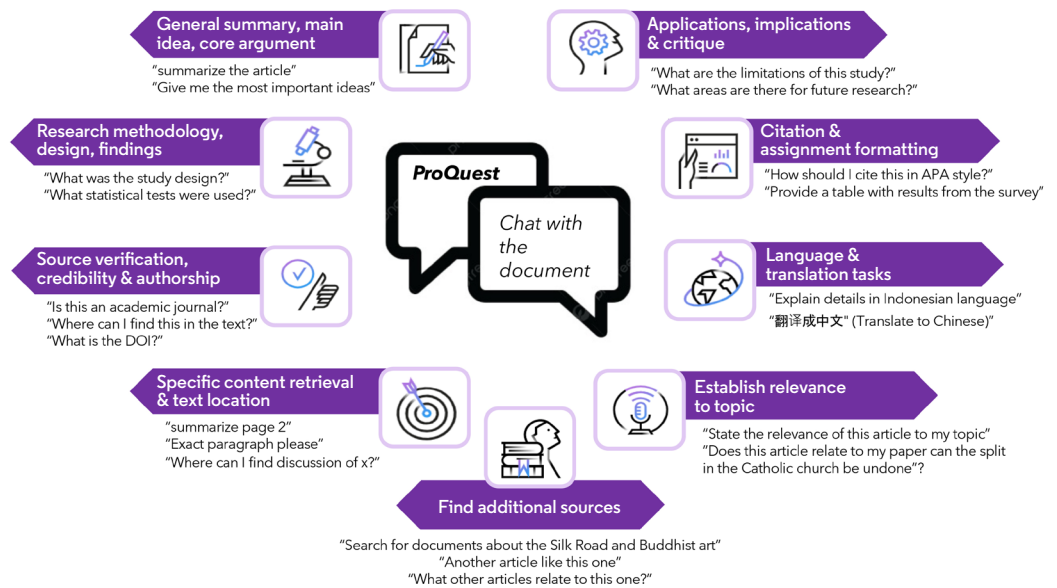 General summary, main
idea, core argument
“summarize the article”
“Give me the most important ideas”
Applications, implications
& critique
“What are the limitations of this study?”
“What areas are there for future research?”
Research methodology,
design, findings
“What was the study design?”
“What statistical tests were used?”
Citation &
assignment formatting
“How should I cite this in APA style?”
“Provide a table with results from the survey”
ProQuest
Chat with
the
document
Source verification,
credibility & authorship
“Is this an academic journal?”
“Where can I find this in the text?”
“What is the DOI?”
Language &
translation tasks
“Explain details in Indonesian language”
“翻译成中文" (Translate to Chinese)”
Specific content retrieval
& text location
“summarize page 2”
“Exact paragraph please”
“Where can I find discussion of x?”
Establish relevance
to topic
“State the relevance of this article to my topic”
“Does this article relate to my paper can the split
in the Catholic church be undone”?
Find additional sources
“Search for documents about the Silk Road and Buddhist art”
“Another article like this one”
“What other articles relate to this one?”